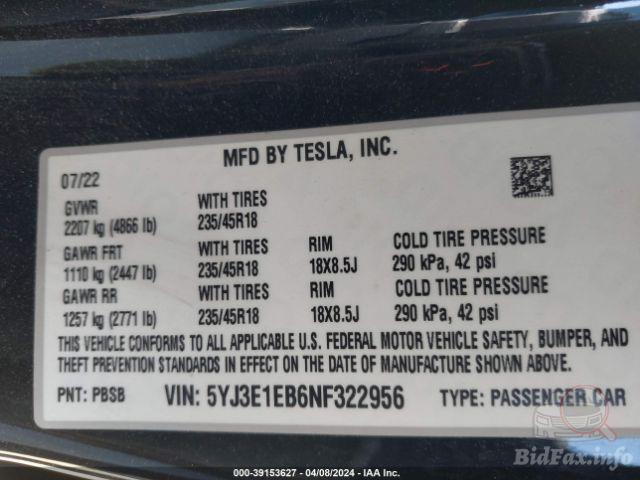 MFD BY TESLA, INC.
07/22
GVWR WITH TIRES
2207 kg (4866 lb) 235/45R18
GAWR FRT WITH TIRES RIM COLD TIRE PRESSURE
1110 kg (2447 lb) 235/45R18 18X8.5J 290 kPa, 42 psi
GAWR RR WITH TIRES RIM COLD TIRE PRESSURE
1257 kg (2771 lb) 235/45R18 18X8.5J 290 kPa, 42 psi
THIS VEHICLE CONFORMS TO ALL APPLICABLE U.S. FEDERAL MOTOR VEHICLE SAFETY, BUMPER, AND
THEFT PREVENTION STANDARDS IN EFFECT ON THE DATE OF MANUFACTURE SHOWN ABOVE.
PNT: PBSB VIN: 5YJ3E1EB6NF322956 TYPE: PASSENGER CAR
BidFax.info
000-39153627 - 04/08/2024 - IAA Inc.